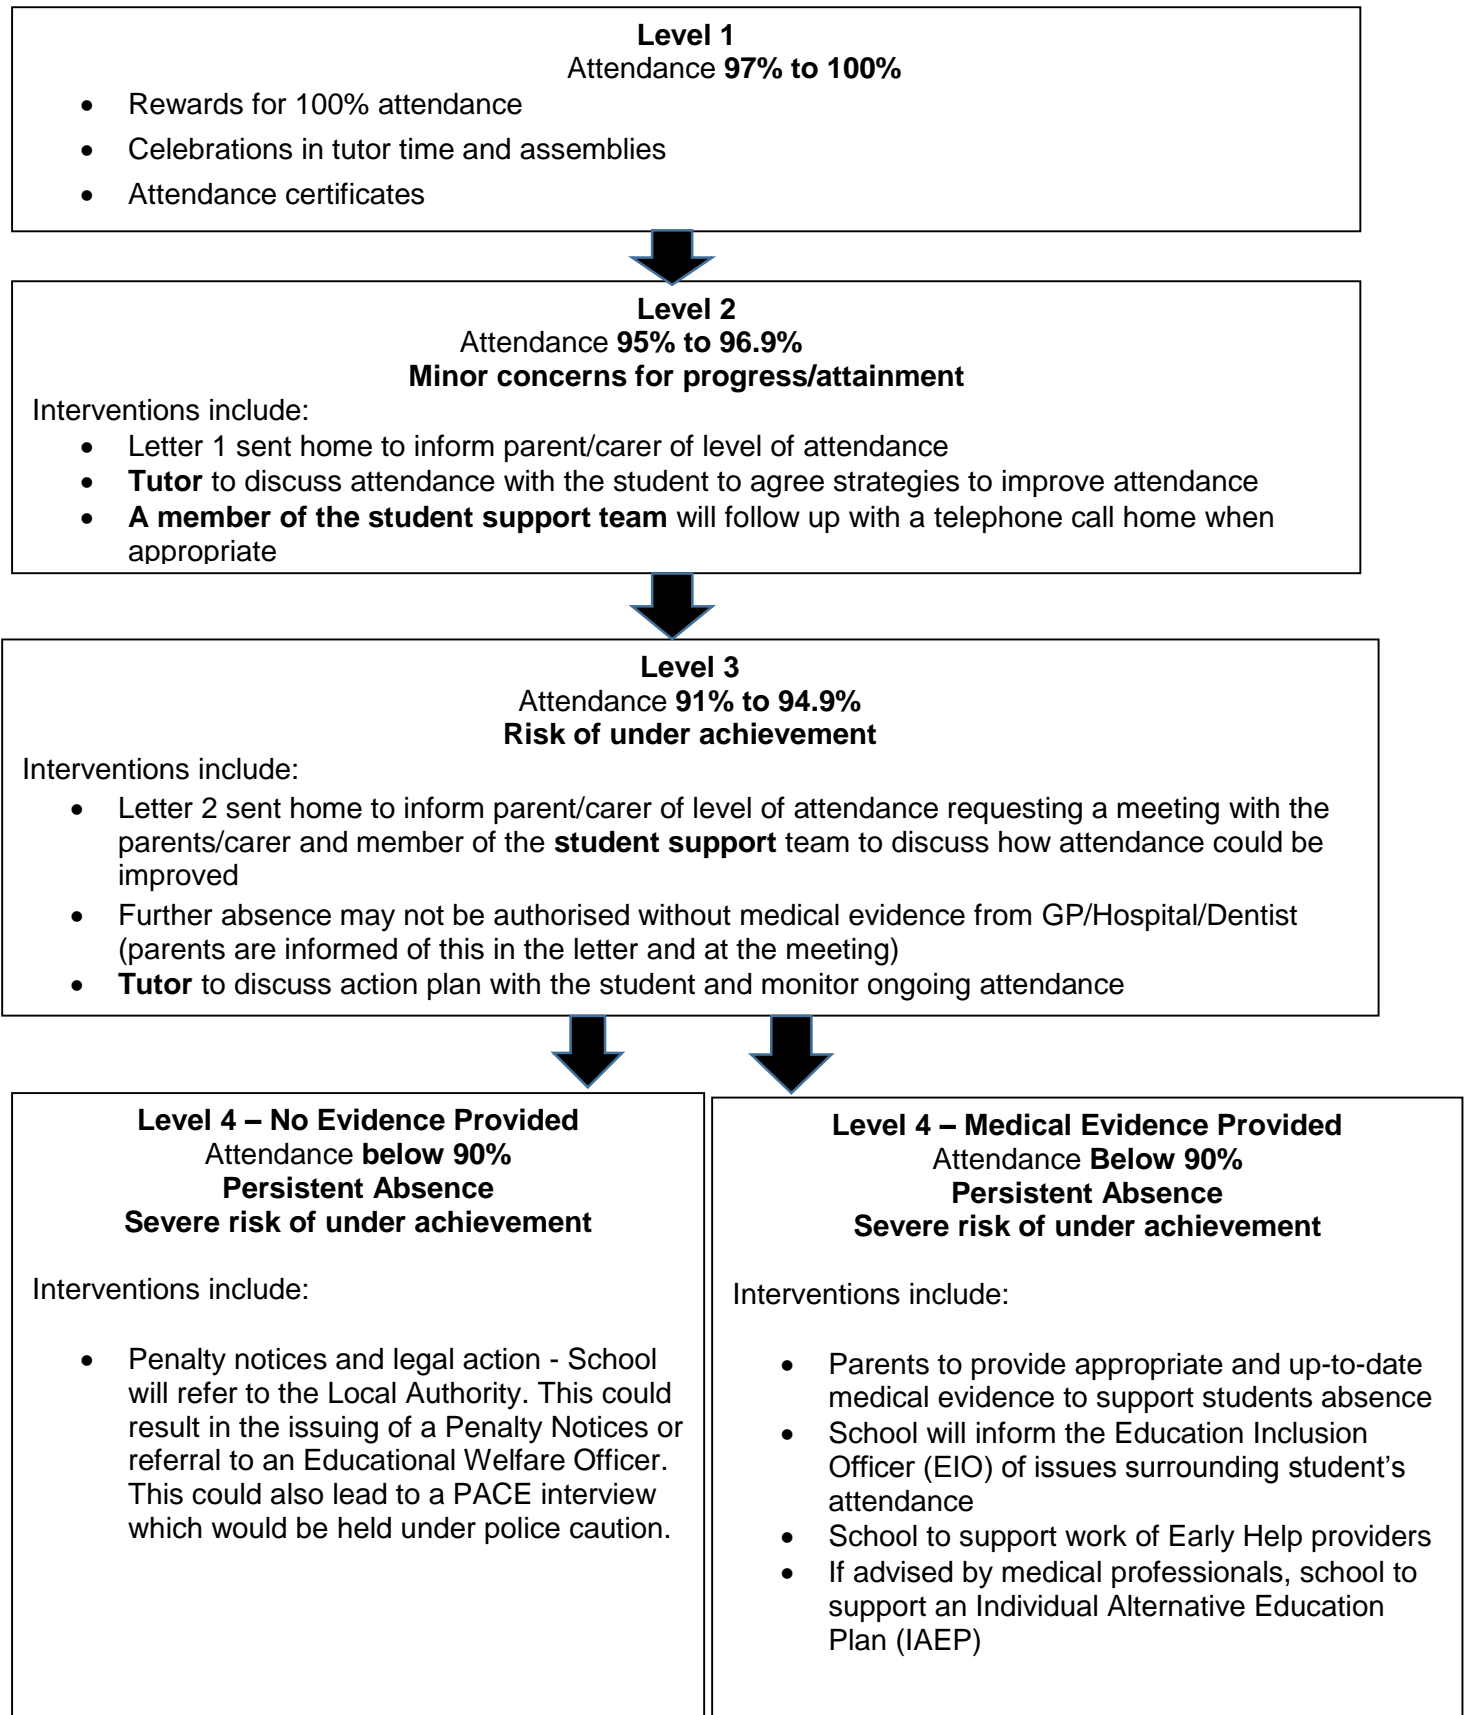 Level 1
Attendance 97% to 100%
• Rewards for 100% attendance
• Celebrations in tutor time and assemblies
• Attendance certificates
Level 2
Attendance 95% to 96.9%
Minor concerns for progress/attainment
Interventions include:
• Letter 1 sent home to inform parent/carer of level of attendance
• Tutor to discuss attendance with the student to agree strategies to improve attendance
• A member of the student support team will follow up with a telephone call home when
appropriate
Level 3
Attendance 91% to 94.9%
Risk of under achievement
Interventions include:
• Letter 2 sent home to inform parent/carer of level of attendance requesting a meeting with the
parents/carer and member of the student support team to discuss how attendance could be
improved
• Further absence may not be authorised without medical evidence from GP/Hospital/Dentist
(parents are informed of this in the letter and at the meeting)
• Tutor to discuss action plan with the student and monitor ongoing attendance
Level 4 – No Evidence Provided
Attendance below 90%
Persistent Absence
Severe risk of under achievement
Interventions include:
• Penalty notices and legal action - School
will refer to the Local Authority. This could
result in the issuing of a Penalty Notices or
referral to an Educational Welfare Officer.
This could also lead to a PACE interview
which would be held under police caution.
Level 4 – Medical Evidence Provided
Attendance Below 90%
Persistent Absence
Severe risk of under achievement
Interventions include:
• Parents to provide appropriate and up-to-date
medical evidence to support students absence
• School will inform the Education Inclusion
Officer (EIO) of issues surrounding student’s
attendance
• School to support work of Early Help providers
• If advised by medical professionals, school to
support an Individual Alternative Education
Plan (IAEP)